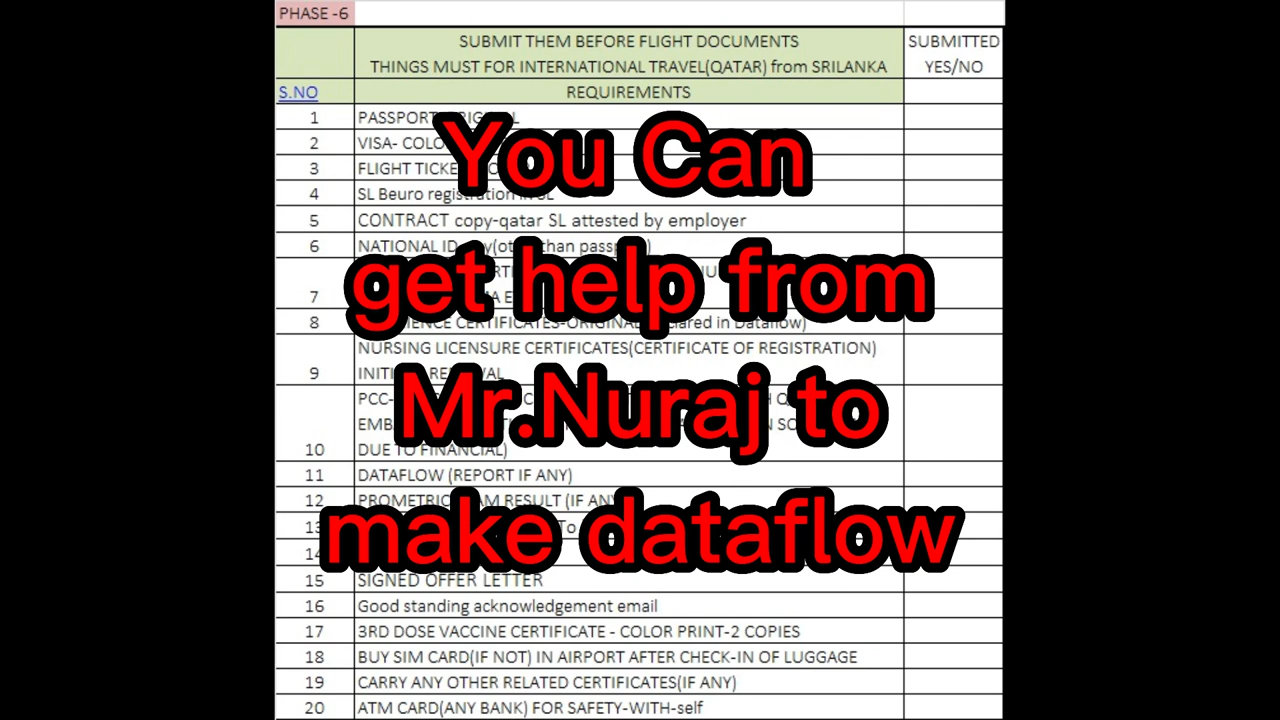 PHASE -6
SUBMIT THEM BEFORE FLIGHT DOCUMENTS
THINGS MUST FOR INTERNATIONAL TRAVEL(QATAR) from SRILANKA
SUBMITTED
YES/NO
S.NO
REQUIREMENTS
You Can
get help from
Mr.Nuraj to
make dataflow
1 PASSPORT
2 VISA-
3 FLIGHT
4 SL Beuro registration
5 CONTRACT copy-qatar SL attested by employer
6 NATIONAL ID
7
8 CERTIFICATES-ORIGINAL in Dataflow)
NURSING LICENSURE CERTIFICATES(CERTIFICATE OF REGISTRATION)
9
PCC-
10 DUE TO FINANCIAL)
11 DATAFLOW (REPORT IF ANY)
12 RESULT (IF
13 To
14
15 SIGNED OFFER LETTER
16 Good standing acknowledgement email
17 3RD DOSE VACCINE CERTIFICATE - COLOR PRINT-2 COPIES
18 BUY SIM CARD(IF NOT) IN AIRPORT AFTER CHECK-IN OF LUGGAGE
19 CARRY ANY OTHER RELATED CERTIFICATES(IF ANY)
20 ATM CARD(ANY BANK) FOR SAFETY-WITH-self